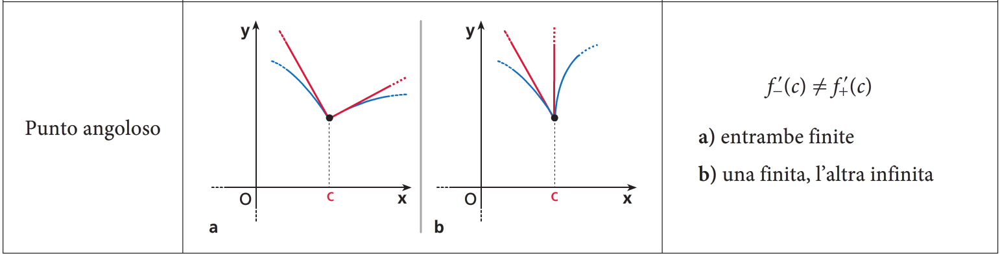 Punto angoloso
y
O
c
x
a
y
O
c
x
b
f′₋(c) ≠ f′₊(c)
a) entrambe finite
b) una finita, l’altra infinita